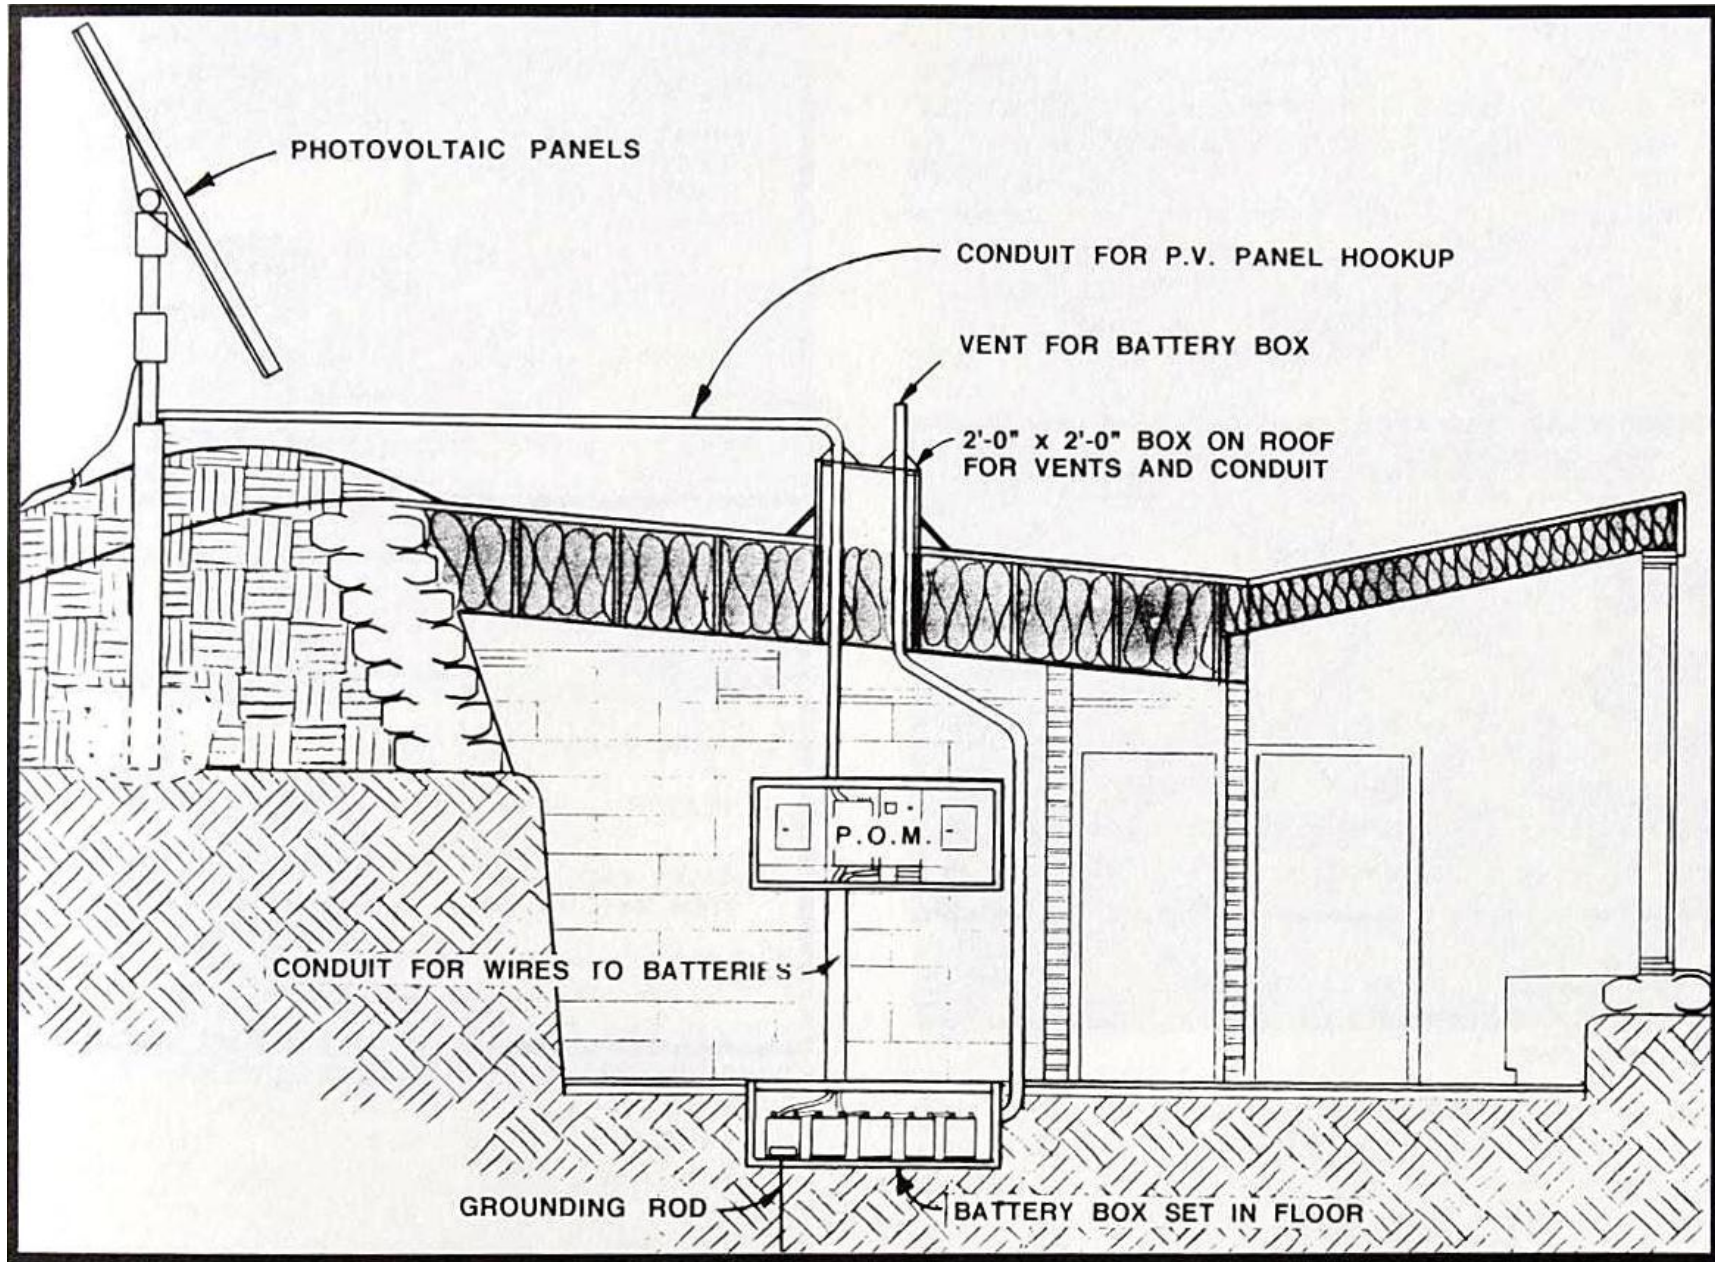 PHOTOVOLTAIC PANELS
CONDUIT FOR P.V. PANEL HOOKUP
VENT FOR BATTERY BOX
2'-0" x 2'-0" BOX ON ROOF
FOR VENTS AND CONDUIT
P.O.M.
CONDUIT FOR WIRES TO BATTERIES
GROUNDING ROD
BATTERY BOX SET IN FLOOR